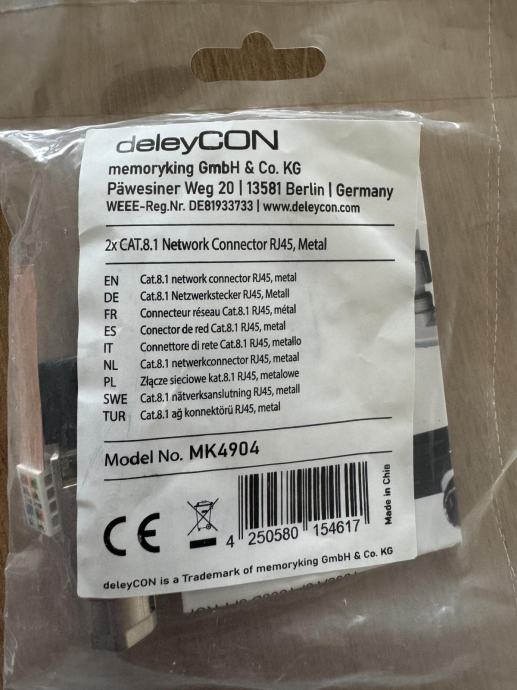 deleyCON
memoryking GmbH & Co. KG
Päwesiner Weg 20 | 13581 Berlin | Germany
WEEE-Reg.Nr. DE81933733 | www.deleycon.com
2x CAT.8.1 Network Connector RJ45, Metal
EN Cat.8.1 network connector RJ45, metal
DE Cat.8.1 Netzwerkstecker RJ45, Metall
FR Connecteur réseau Cat.8.1 RJ45, métal
ES Conector de red Cat.8.1 RJ45, metal
IT Connettore di rete Cat.8.1 RJ45, metallo
NL Cat.8.1 netwerkconnector RJ45, metaal
PL Złącze sieciowe kat.8.1 RJ45, metalowe
SWE Cat.8.1 nätverksanslutning RJ45, metall
TUR Cat.8.1 ağ konnektörü RJ45, metal
Model No. MK4904
CE
4 250580 154617
Made in Chia
deleyCON is a Trademark of memoryking GmbH & Co. KG